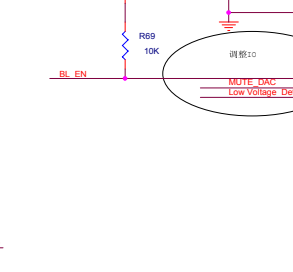 R69
10K
调整IO
BL_EN
MUTE_DAC
Low Voltage De